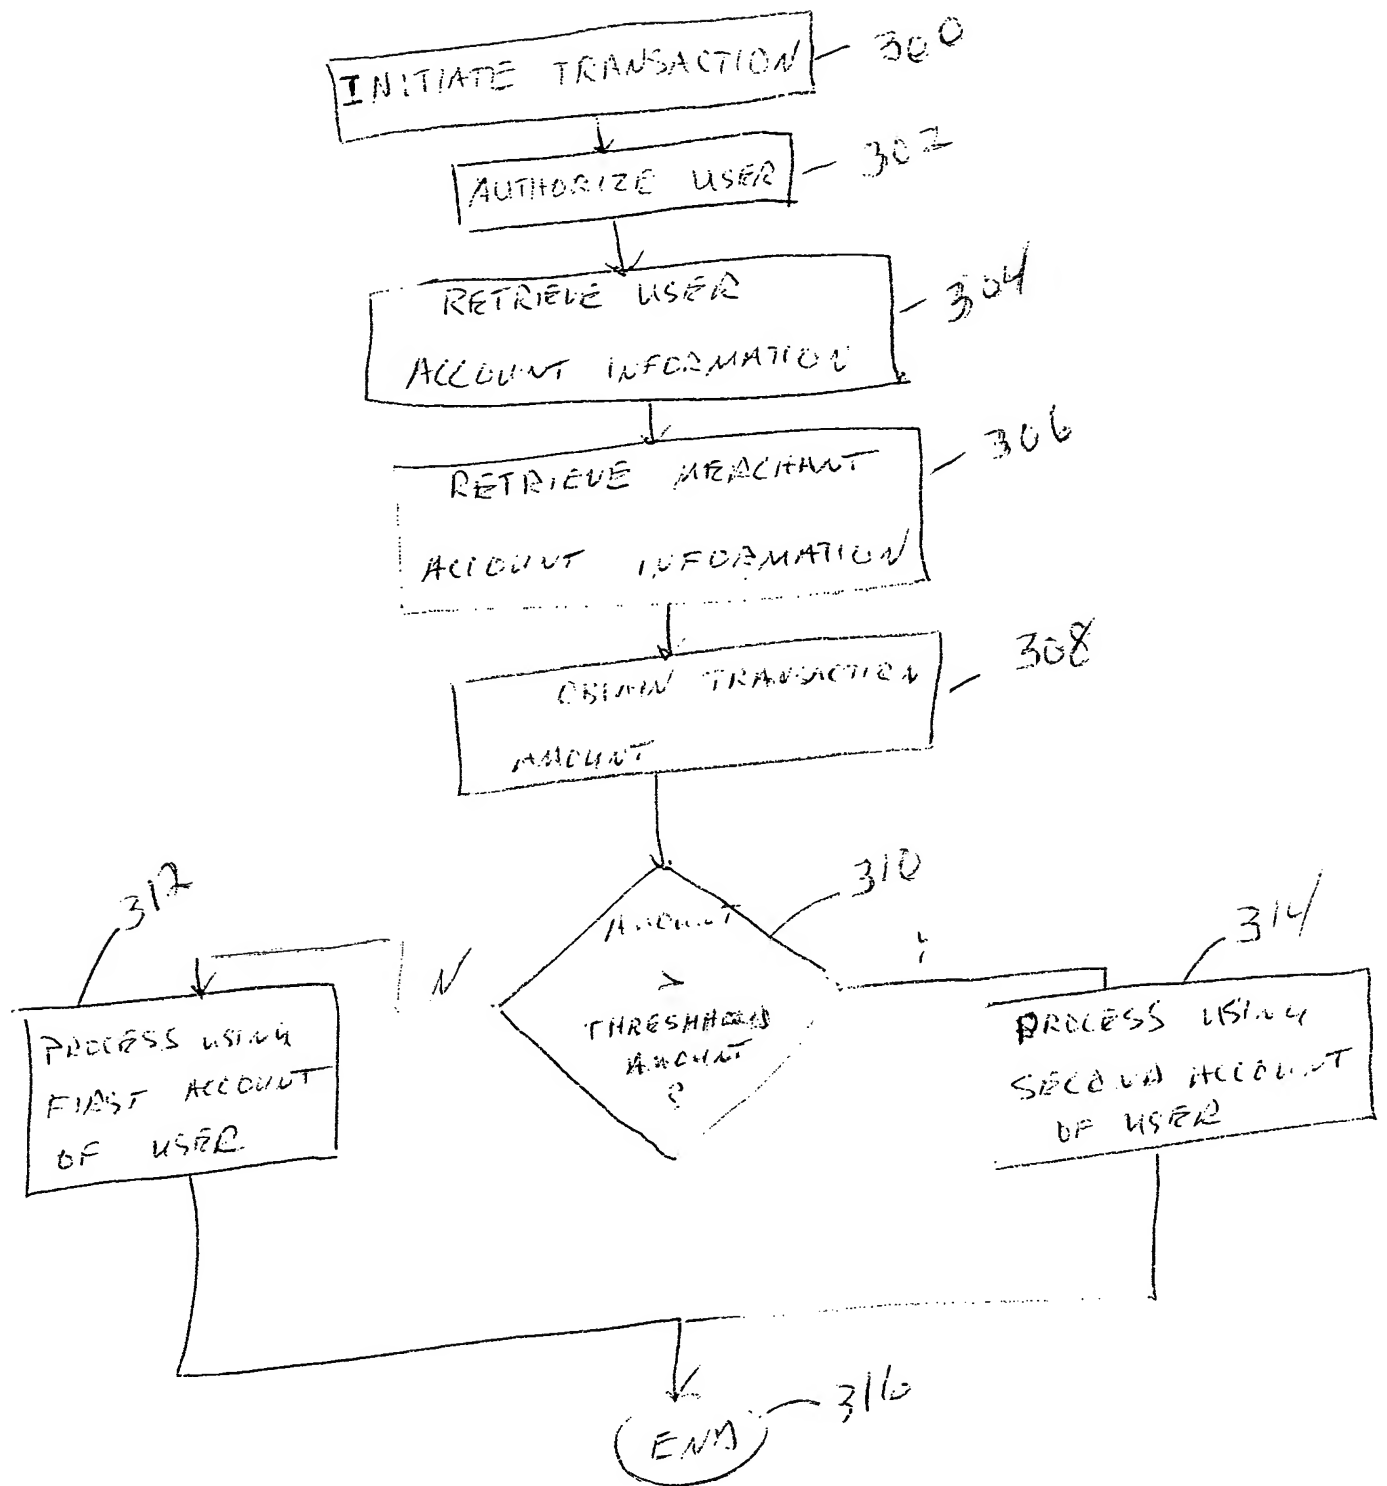 INITIATE TRANSACTION
300
AUTHORIZE USER
302
RETRIEVE USER
ACCOUNT INFORMATION
304
RETRIEVE MERCHANT
ACCOUNT INFORMATION
306
OBTAIN TRANSACTION
AMOUNT
308
AMOUNT
>
THRESHHOLD
AMOUNT
?
310
N
312
PROCESS USING
FIRST ACCOUNT
OF USER
314
PROCESS USING
SECOND ACCOUNT
OF USER
END
316